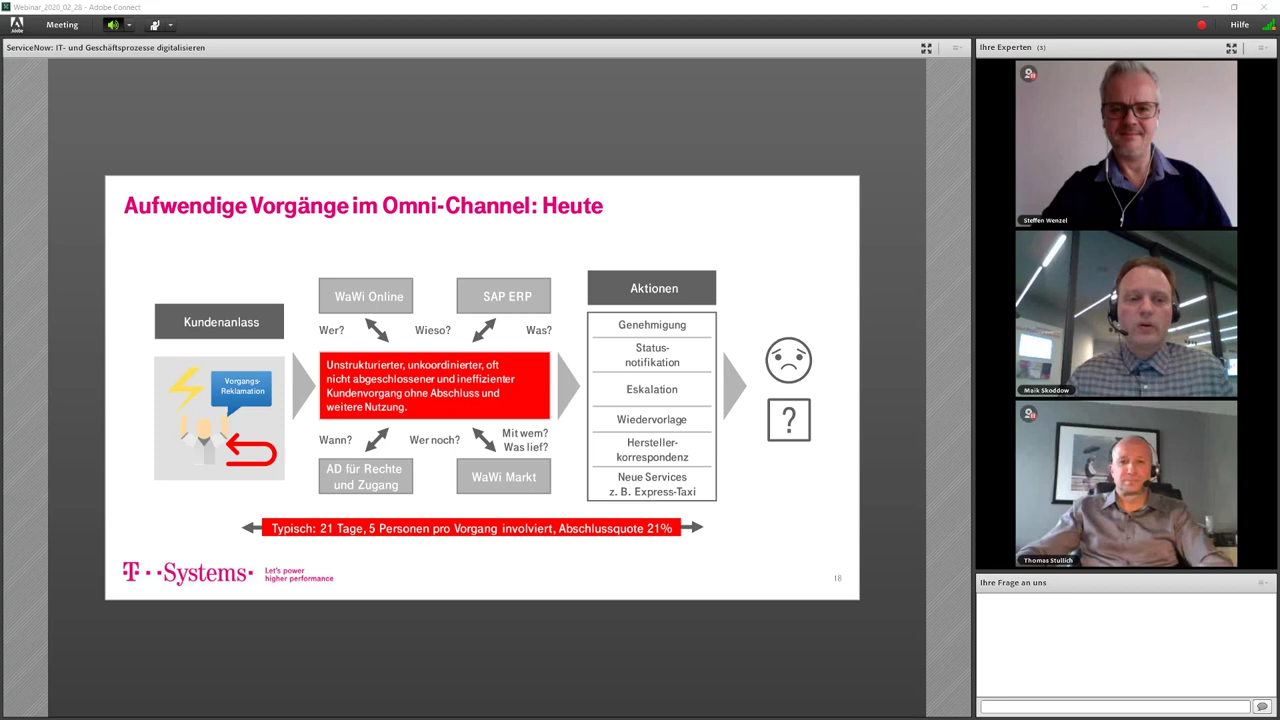 Webinar_2020_02_28 - Adobe Connect
Adobe
Meeting
Hilfe
ServiceNow: IT- und Geschäftsprozesse digitalisieren
Aufwendige Vorgänge im Omni-Channel: Heute
Kundenanlass
Vorgangs-
Reklamation
WaWi Online
SAP ERP
Wer?
Wieso?
Was?
Unstrukturierter, unkoordinierter, oft
nicht abgeschlossener und ineffizienter
Kundenvorgang ohne Abschluss und
weitere Nutzung.
Wann?
Wer noch?
Mit wem?
Was lief?
AD für Rechte
und Zugang
WaWi Markt
Aktionen
Genehmigung
Status-
notifikation
Eskalation
Wiedervorlage
Hersteller-
korrespondenz
Neue Services
z. B. Express-Taxi
?
Typisch: 21 Tage, 5 Personen pro Vorgang involviert, Abschlussquote 21%
T··Systems·
Let's power
higher performance
18
Ihre Experten (3)
Steffen Wenzel
Maik Skoddow
Thomas Stullich
Ihre Frage an uns